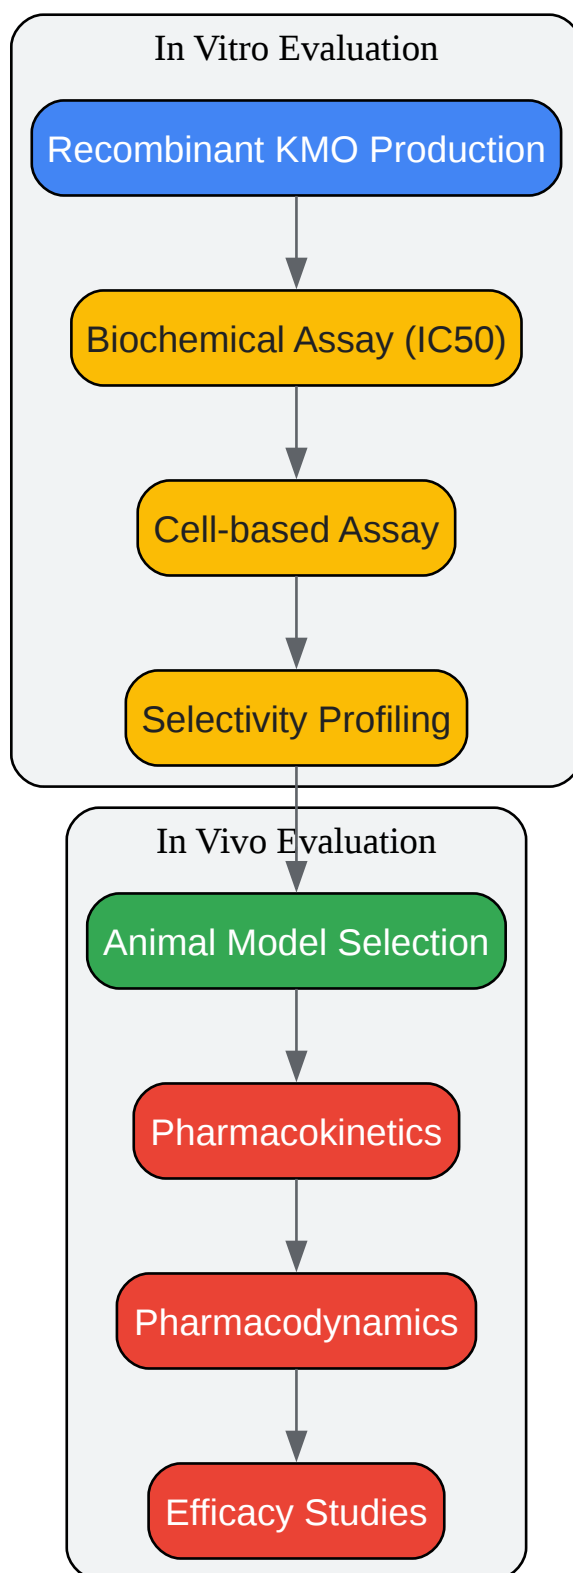 In Vitro Evaluation
Recombinant KMO Production
Biochemical Assay (IC50)
Cell-based Assay
Selectivity Profiling
In Vivo Evaluation
Animal Model Selection
Pharmacokinetics
Pharmacodynamics
Efficacy Studies